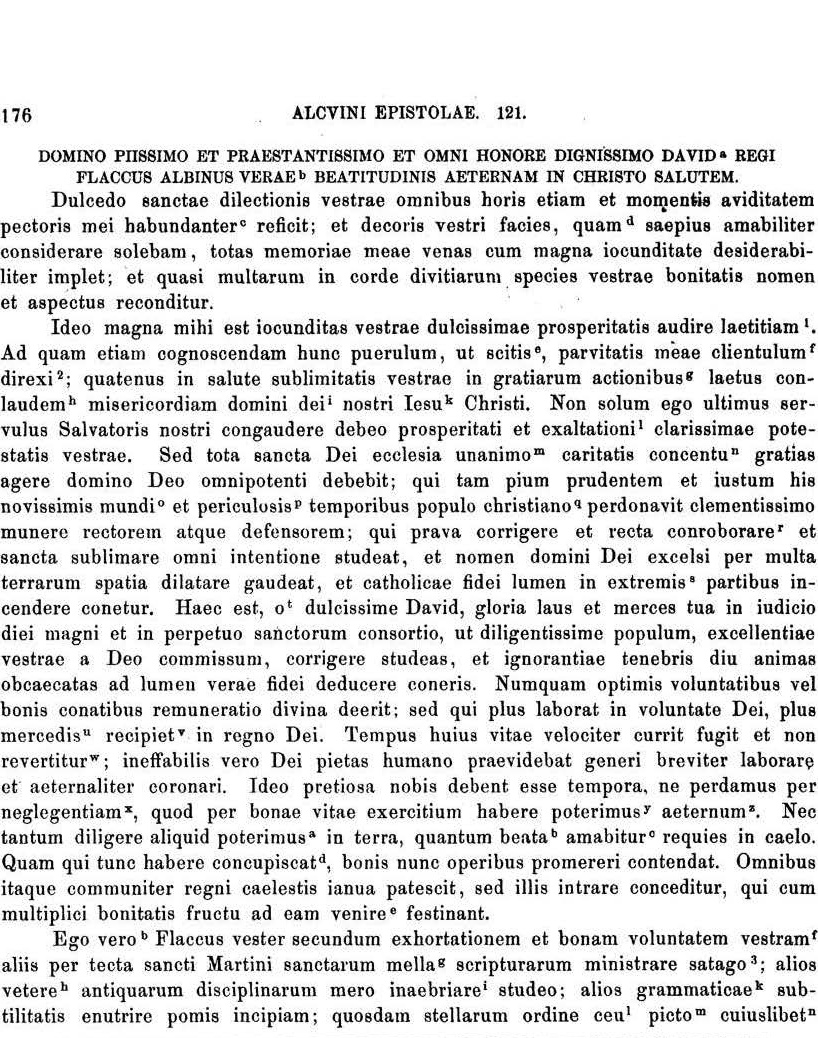 176 ALCVINI EPISTOLAE. 121.
DOMINO PIISSIMO ET PRAESTANTISSIMO ET OMNI HONORE DIGNISSIMO DAVID a REGI
FLACCUS ALBINUS VERAE b BEATITUDINIS AETERNAM IN CHRISTO SALUTEM.
Dulcedo sanctae dilectionis vestrae omnibus horis etiam et momentis aviditatem
pectoris mei habundanter c reficit; et decoris vestri facies, quam d saepius amabiliter
considerare solebam, totas memoriae meae venas cum magna iocunditate desiderabi-
liter implet; et quasi multarum in corde divitiarum species vestrae bonitatis nomen
et aspectus reconditur.
Ideo magna mihi est iocunditas vestrae dulcissimae prosperitatis audire laetitiam 1.
Ad quam etiam cognoscendam hunc puerulum, ut scitis e, parvitatis meae clientulum f
direxi 2; quatenus in salute sublimitatis vestrae in gratiarum actionibus g laetus con-
laudem h misericordiam domini dei i nostri Iesu k Christi. Non solum ego ultimus ser-
vulus Salvatoris nostri congaudere debeo prosperitati et exaltationi l clarissimae pote-
statis vestrae. Sed tota sancta Dei ecclesia unanimo m caritatis concentu n gratias
agere domino Deo omnipotenti debebit; qui tam pium prudentem et iustum his
novissimis mundi o et periculosis p temporibus populo christiano q perdonavit clementissimo
munere rectorem atque defensorem; qui prava corrigere et recta conroborare r et
sancta sublimare omni intentione studeat, et nomen domini Dei excelsi per multa
terrarum spatia dilatare gaudeat, et catholicae fidei lumen in extremis s partibus in-
cendere conetur. Haec est, o t dulcissime David, gloria laus et merces tua in iudicio
diei magni et in perpetuo sanctorum consortio, ut diligentissime populum, excellentiae
vestrae a Deo commissum, corrigere studeas, et ignorantiae tenebris diu animas
obcaecatas ad lumen verae fidei deducere coneris. Numquam optimis voluntatibus vel
bonis conatibus remuneratio divina deerit; sed qui plus laborat in voluntate Dei, plus
mercedis u recipiet v in regno Dei. Tempus huius vitae velociter currit fugit et non
revertitur w; ineffabilis vero Dei pietas humano praevidebat generi breviter laborare
et aeternaliter coronari. Ideo pretiosa nobis debent esse tempora, ne perdamus per
neglegentiam x, quod per bonae vitae exercitium habere poterimus y aeternum z. Nec
tantum diligere aliquid poterimus a in terra, quantum beata b amabitur c requies in caelo.
Quam qui tunc habere concupiscat d, bonis nunc operibus promereri contendat. Omnibus
itaque communiter regni caelestis ianua patescit, sed illis intrare conceditur, qui cum
multiplici bonitatis fructu ad eam venire e festinant.
Ego vero b Flaccus vester secundum exhortationem et bonam voluntatem vestram f
aliis per tecta sancti Martini sanctarum mella g scripturarum ministrare satago 3; alios
vetere h antiquarum disciplinarum mero inaebriare i studeo; alios grammaticae k sub-
tilitatis enutrire pomis incipiam; quosdam stellarum ordine ceu l picto m cuiuslibet n